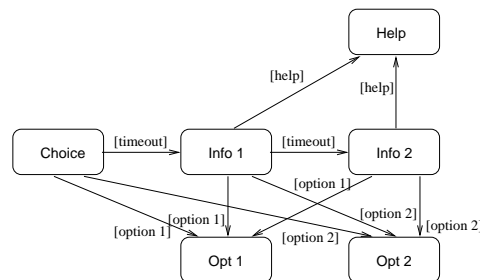 Help
[help]
[help]
Choice
[timeout]
Info 1
[timeout]
Info 2
[option 1]
[option 1]
[option 2]
[option 2]
[option 1]
[option 2]
Opt 1
Opt 2